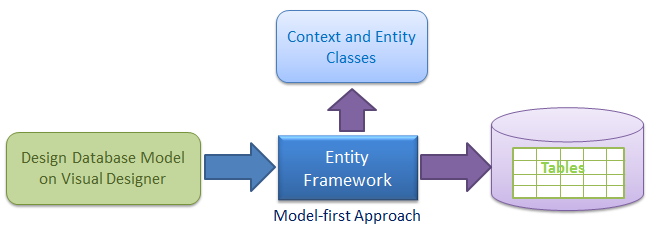 Context and Entity
Classes
Design Database Model
on Visual Designer
Entity
Framework
Tables
Model-first Approach